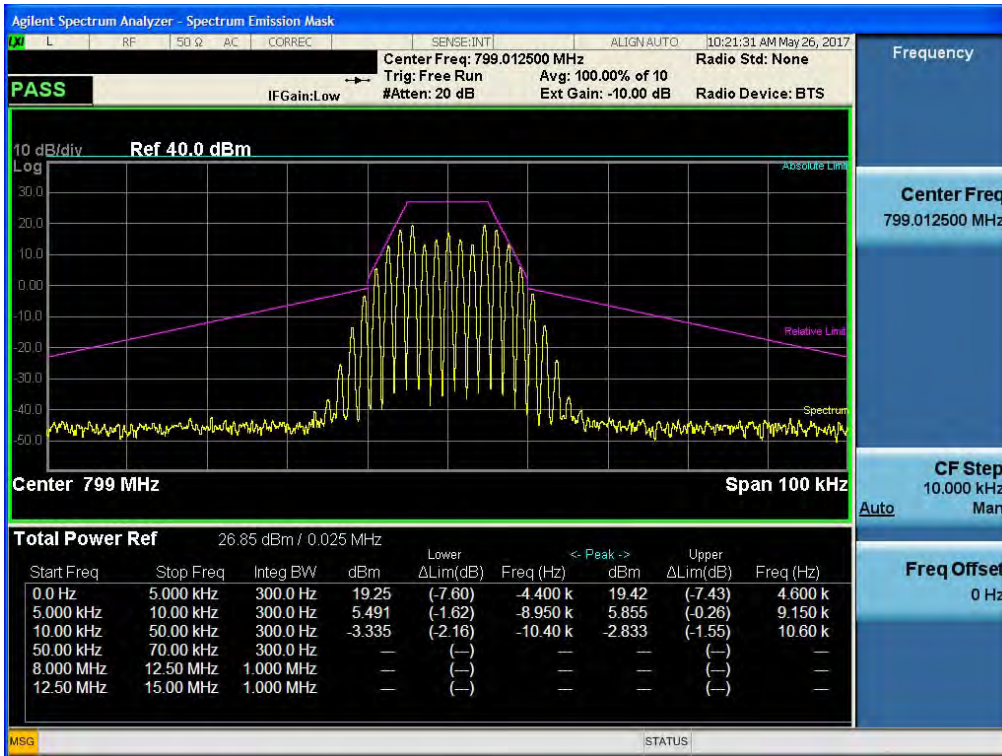 Agilent Spectrum Analyzer - Spectrum Emission Mask
LXI L RF 50 Ω AC CORREC SENSE:INT ALIGN AUTO 10:21:31 AM May 26, 2017
Center Freq: 799.012500 MHz Radio Std: None
Trig: Free Run Avg: 100.00% of 10
PASS IFGain:Low #Atten: 20 dB Ext Gain: -10.00 dB Radio Device: BTS
10 dB/div Ref 40.0 dBm
Log
Absolute Limit
30.0
20.0
10.0
0.00
-10.0
Relative Limit
-20.0
-30.0
-40.0
Spectrum
-50.0
Center 799 MHz Span 100 kHz
Total Power Ref 26.85 dBm / 0.025 MHz
Lower <- Peak -> Upper
Start Freq Stop Freq Integ BW dBm ΔLim(dB) Freq (Hz) dBm ΔLim(dB) Freq (Hz)
0.0 Hz 5.000 kHz 300.0 Hz 19.25 (-7.60) -4.400 k 19.42 (-7.43) 4.600 k
5.000 kHz 10.00 kHz 300.0 Hz 5.491 (-1.62) -8.950 k 5.855 (-0.26) 9.150 k
10.00 kHz 50.00 kHz 300.0 Hz -3.335 (-2.16) -10.40 k -2.833 (-1.55) 10.60 k
50.00 kHz 70.00 kHz 300.0 Hz — (—) — — (—) —
8.000 MHz 12.50 MHz 1.000 MHz — (—) — — (—) —
12.50 MHz 15.00 MHz 1.000 MHz — (—) — — (—) —
MSG STATUS
Frequency
Center Freq
799.012500 MHz
CF Step
10.000 kHz
Auto Man
Freq Offset
0 Hz